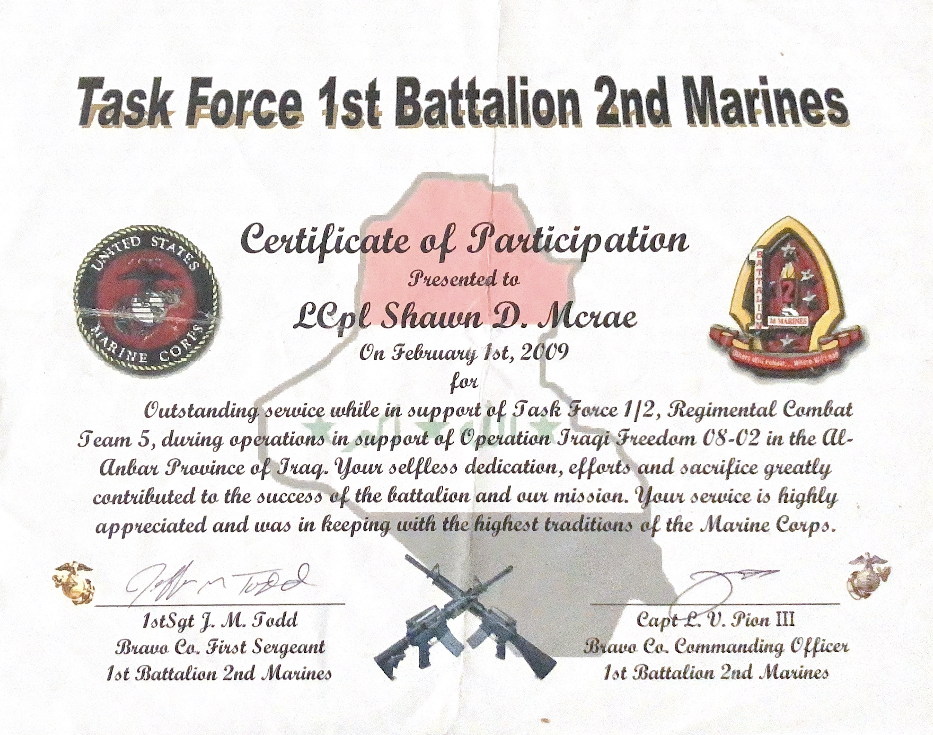 Task Force 1st Battalion 2nd Marines
Certificate of Participation
Presented to
LCpl Shawn D. Mcrae
On February 1st, 2009
for
Outstanding service while in support of Task Force 1/2, Regimental Combat
Team 5, during operations in support of Operation Iraqi Freedom 08-02 in the Al-
Anbar Province of Iraq. Your selfless dedication, efforts and sacrifice greatly
contributed to the success of the battalion and our mission. Your service is highly
appreciated and was in keeping with the highest traditions of the Marine Corps.
UNITED STATES
MARINE CORPS
1
BATTALION
2
2d MARINES
الله اكبر
Jeffr M Todd
1stSgt J. M. Todd
Bravo Co. First Sergeant
1st Battalion 2nd Marines
Capt L. V. Pion III
Bravo Co. Commanding Officer
1st Battalion 2nd Marines